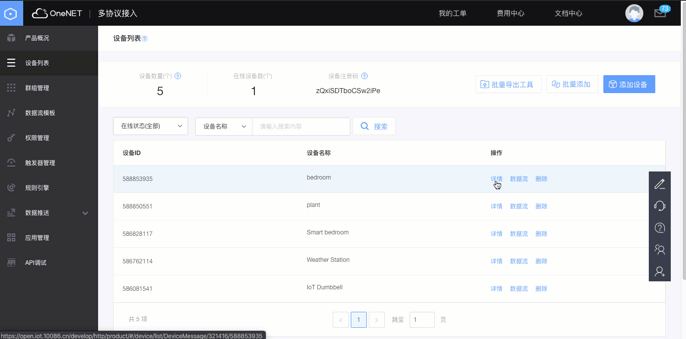 OneNET | 多协议接入 我的工单 费用中心 文档中心 73
产品概况
设备列表
群组管理
数据流模板
权限管理
触发器管理
规则引擎
数据推送
应用管理
API调试
设备列表
设备数量(个) 在线设备数(个) 设备注册码
5 1 zQxiSDTboCSw2iPe
批量导出工具 批量添加 添加设备
在线状态(全部) 设备名称 请输入搜索内容 搜索
设备ID 设备名称 操作
588853935 bedroom 详情 数据流 删除
588850551 plant 详情 数据流 删除
586828117 Smart bedroom 详情 数据流 删除
586762114 Weather Station 详情 数据流 删除
586081541 IoT Dumbbell 详情 数据流 删除
共 5 项 < 1 > 跳至 1 页
https://open.iot.10086.cn/develop/http/product/#/device/list/DeviceMessage/321416/588853935